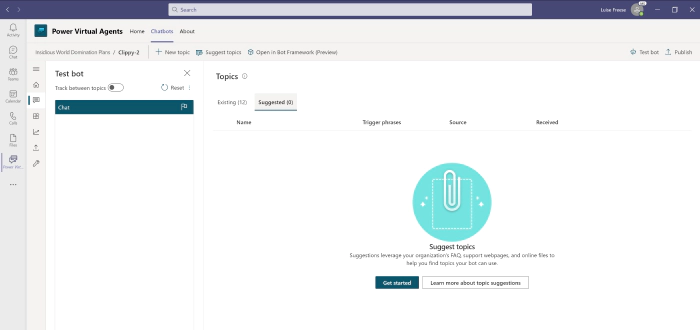 Search
Luise Freese
Activity
Chat
Teams
Calendar
Calls
Files
Power Virt...
Power Virtual Agents
Home
Chatbots
About
Insidious World Domination Plans / Clippy-2
New topic
Suggest topics
Open in Bot Framework (Preview)
Test bot
Publish
Test bot
Track between topics
Reset
Chat
Topics
Existing (12)
Suggested (0)
Name
Trigger phrases
Source
Received
Suggest topics
Suggestions leverage your organization's FAQ, support webpages, and online files to
help you find topics your bot can use.
Get started
Learn more about topic suggestions